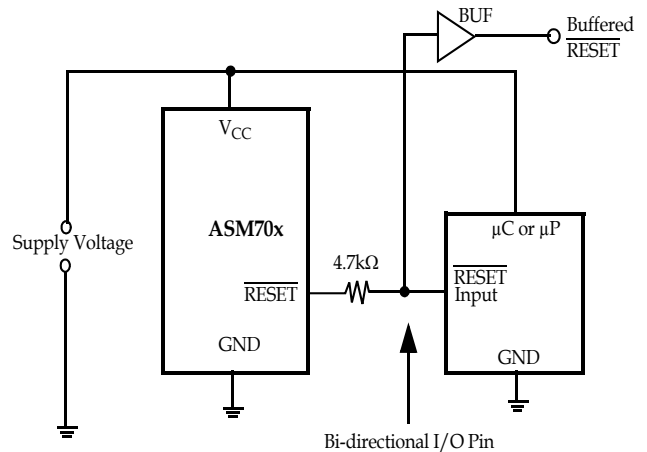 BUF
Buffered
RESET
VCC
ASM70x
Supply Voltage
µC or µP
4.7kΩ
RESET
RESET
Input
GND
GND
Bi-directional I/O Pin